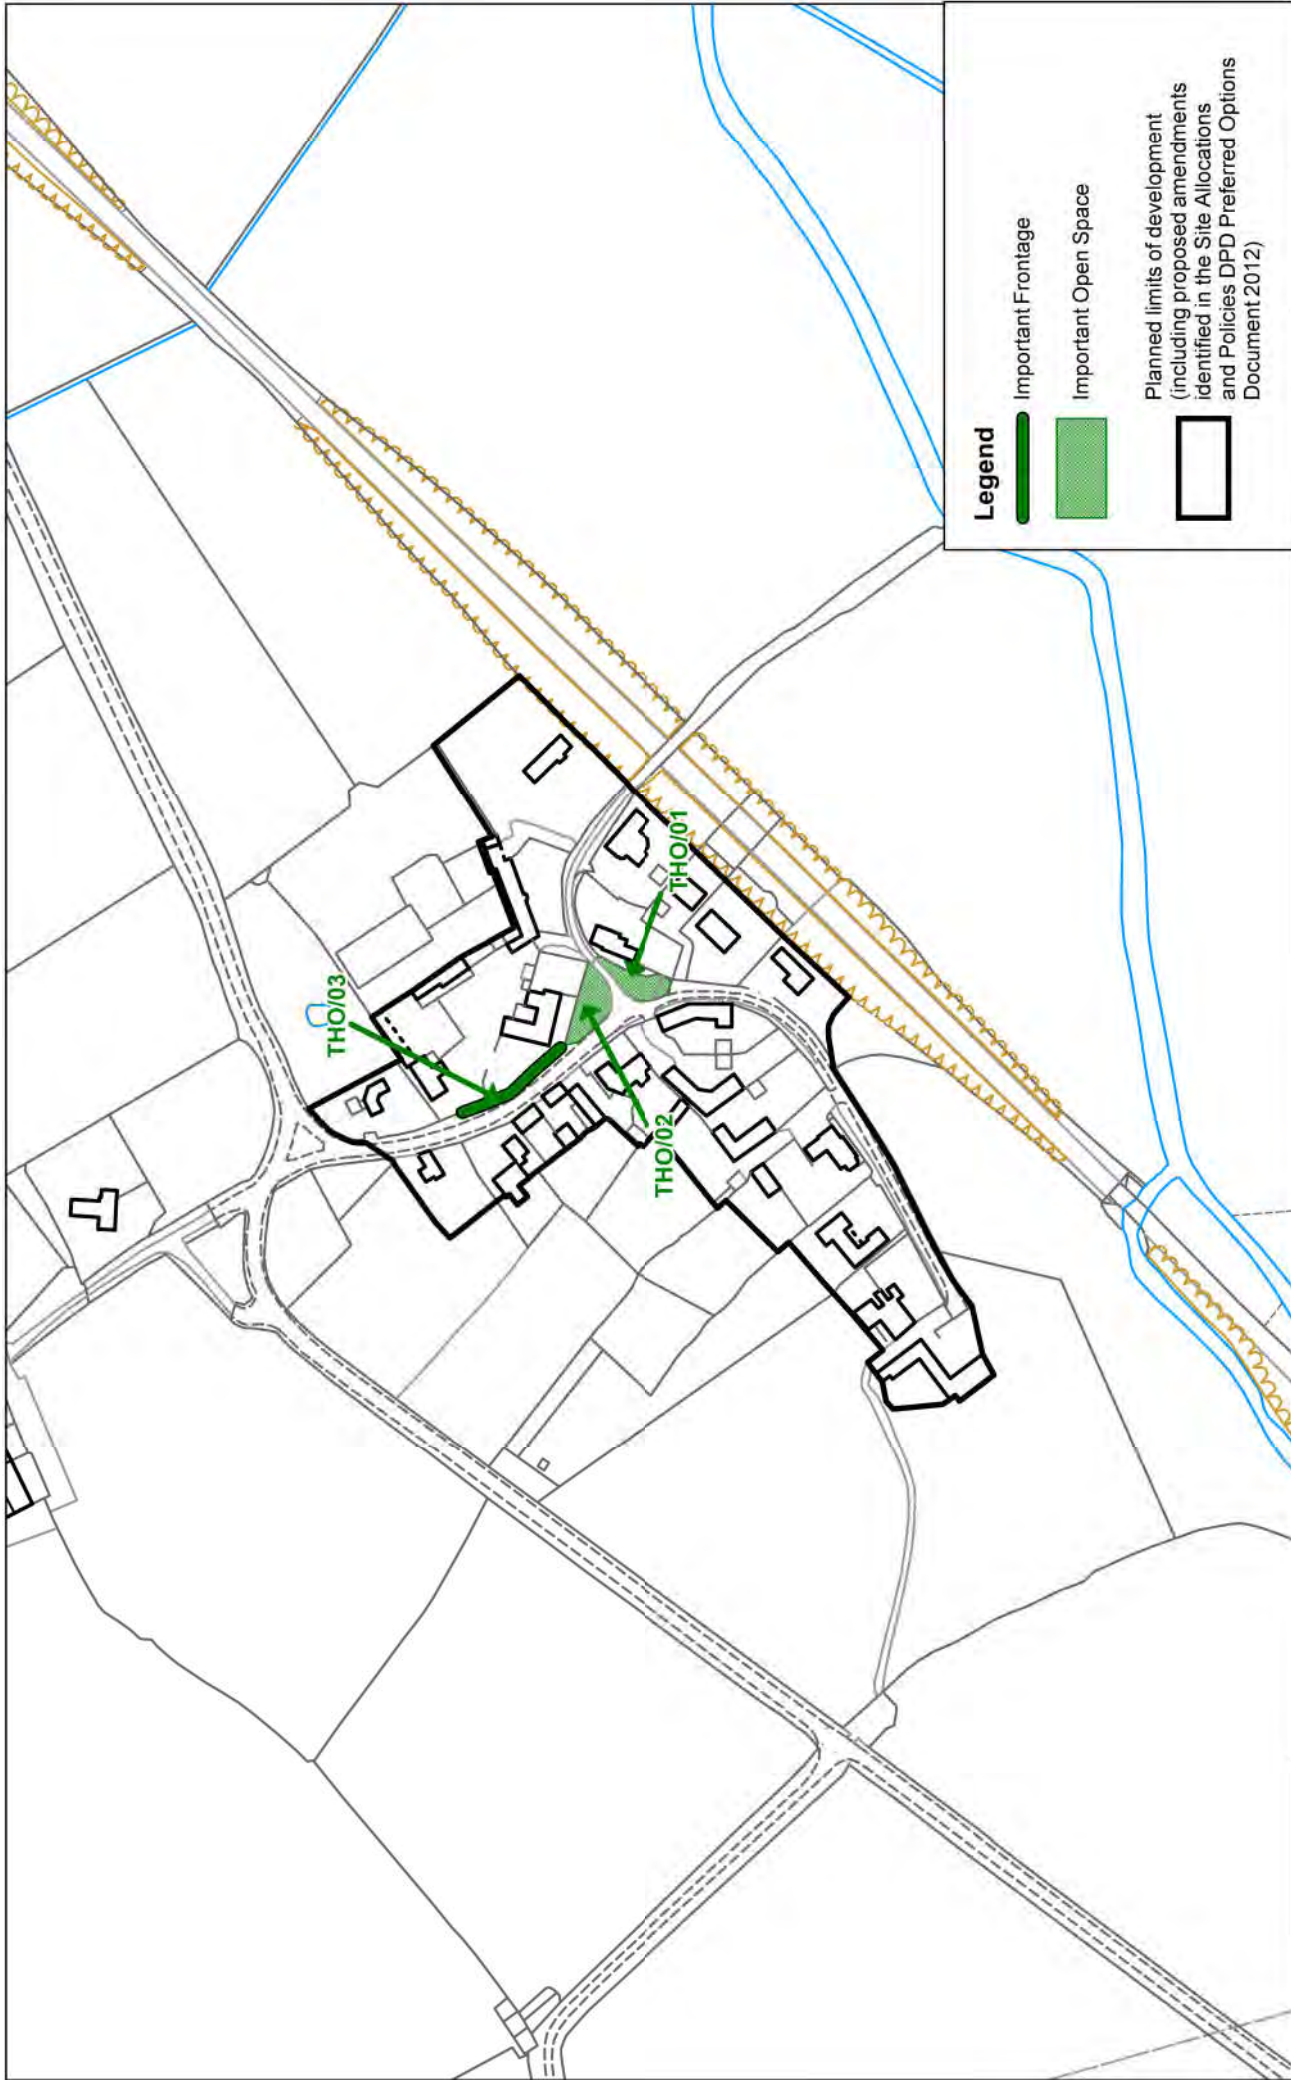 THO/03
THO/01
THO/02
Legend
Important Frontage
Important Open Space
Planned limits of development
(including proposed amendments
identified in the Site Allocations
and Policies DPD Preferred Options
Document 2012)